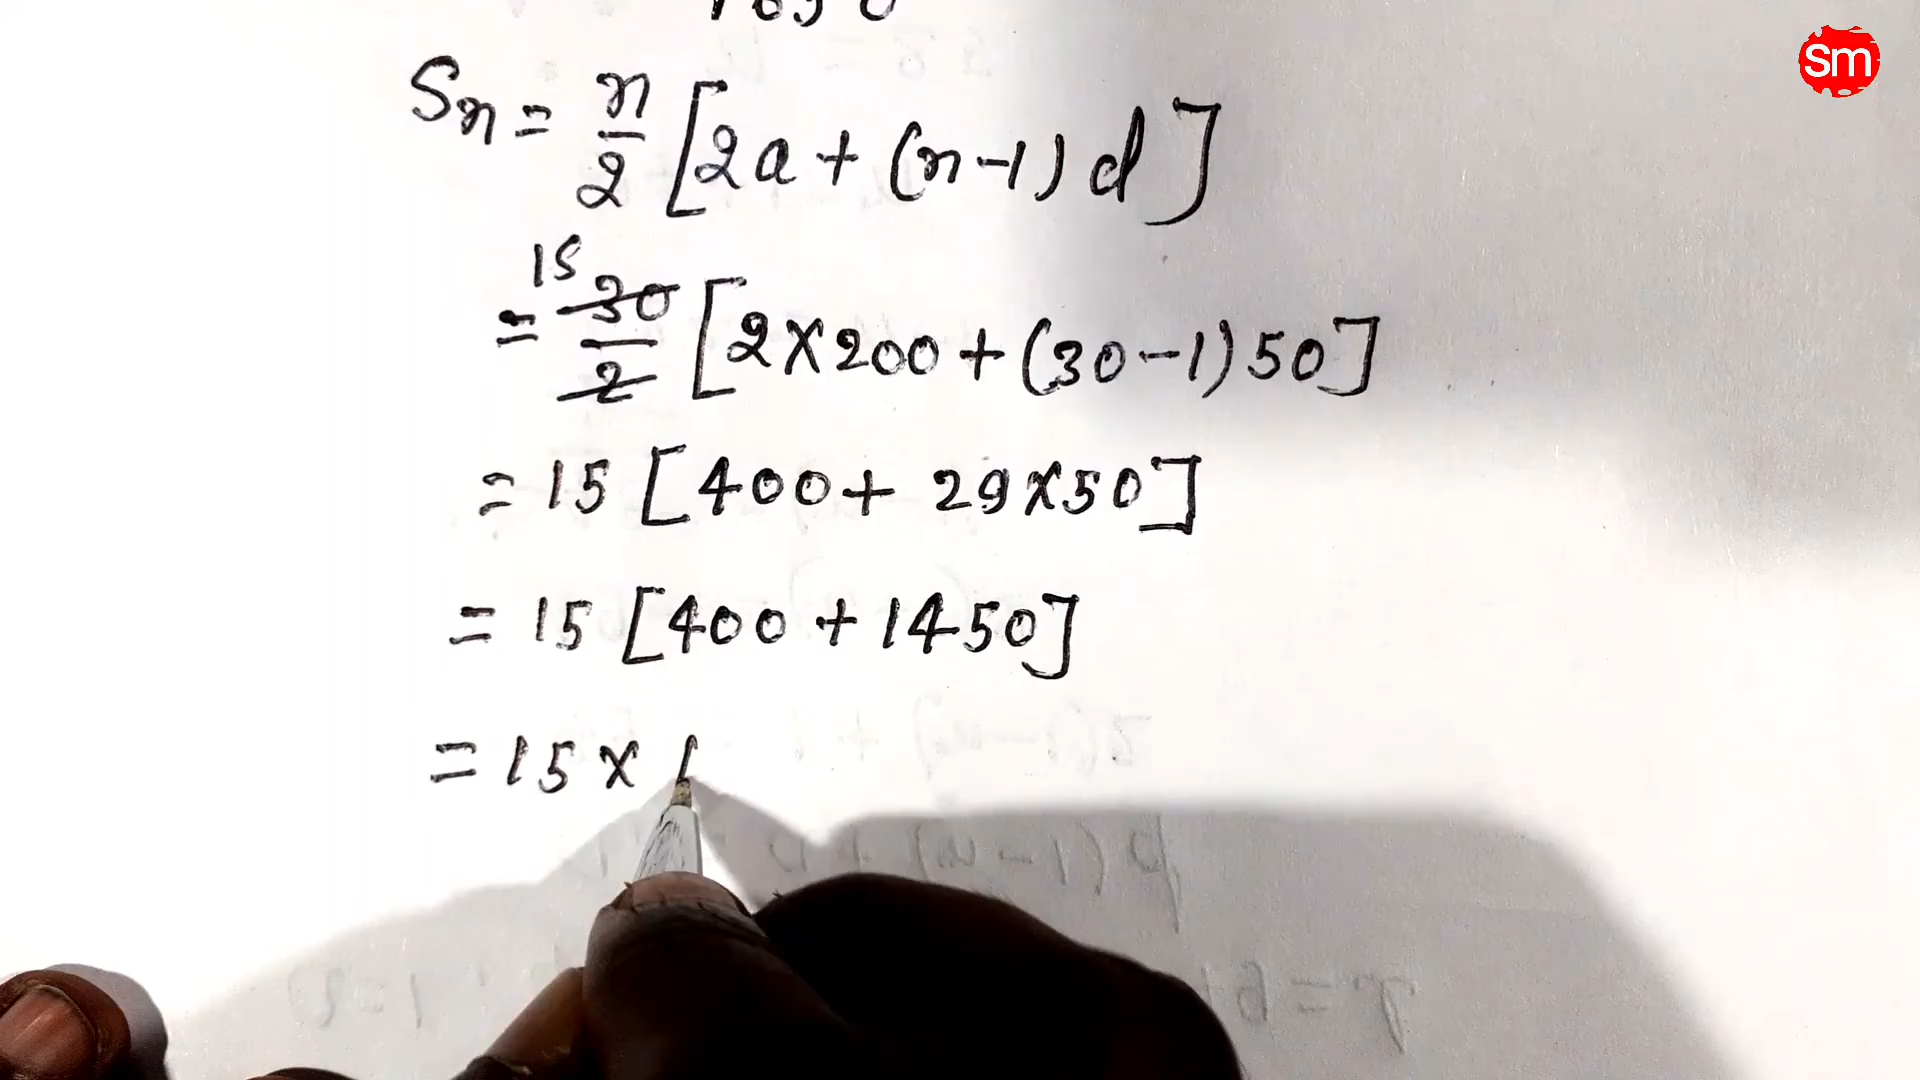 Sm
Sn = n/2 [2a + (n-1) d]
= 15 30/2 [2×200 + (30-1) 50]
= 15 [400 + 29×50]
= 15 [400 + 1450]
= 15 × 1